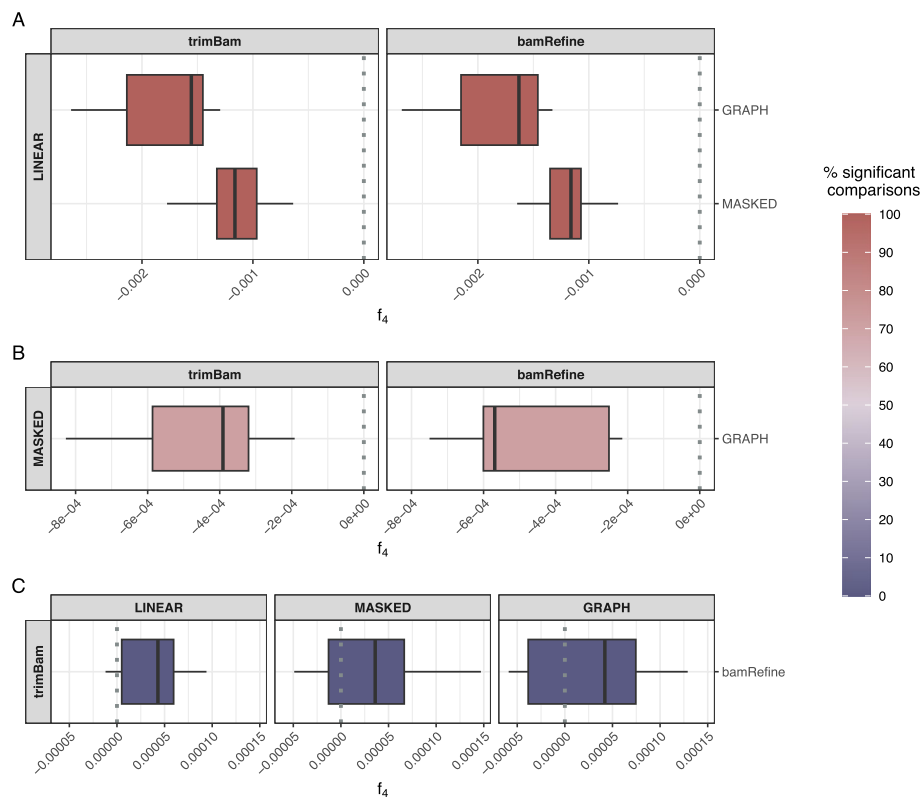 A
trimBam
bamRefine
LINEAR
GRAPH
MASKED
−0.002
−0.001
0.000
−0.002
−0.001
0.000
f4
% significant
comparisons
100
90
80
70
60
50
40
30
20
10
0
B
trimBam
bamRefine
MASKED
GRAPH
−8e−04
−6e−04
−4e−04
−2e−04
0e+00
−8e−04
−6e−04
−4e−04
−2e−04
0e+00
f4
C
LINEAR
MASKED
GRAPH
trimBam
bamRefine
−0.00005
0.00000
0.00005
0.00010
0.00015
−0.00005
0.00000
0.00005
0.00010
0.00015
−0.00005
0.00000
0.00005
0.00010
0.00015
f4